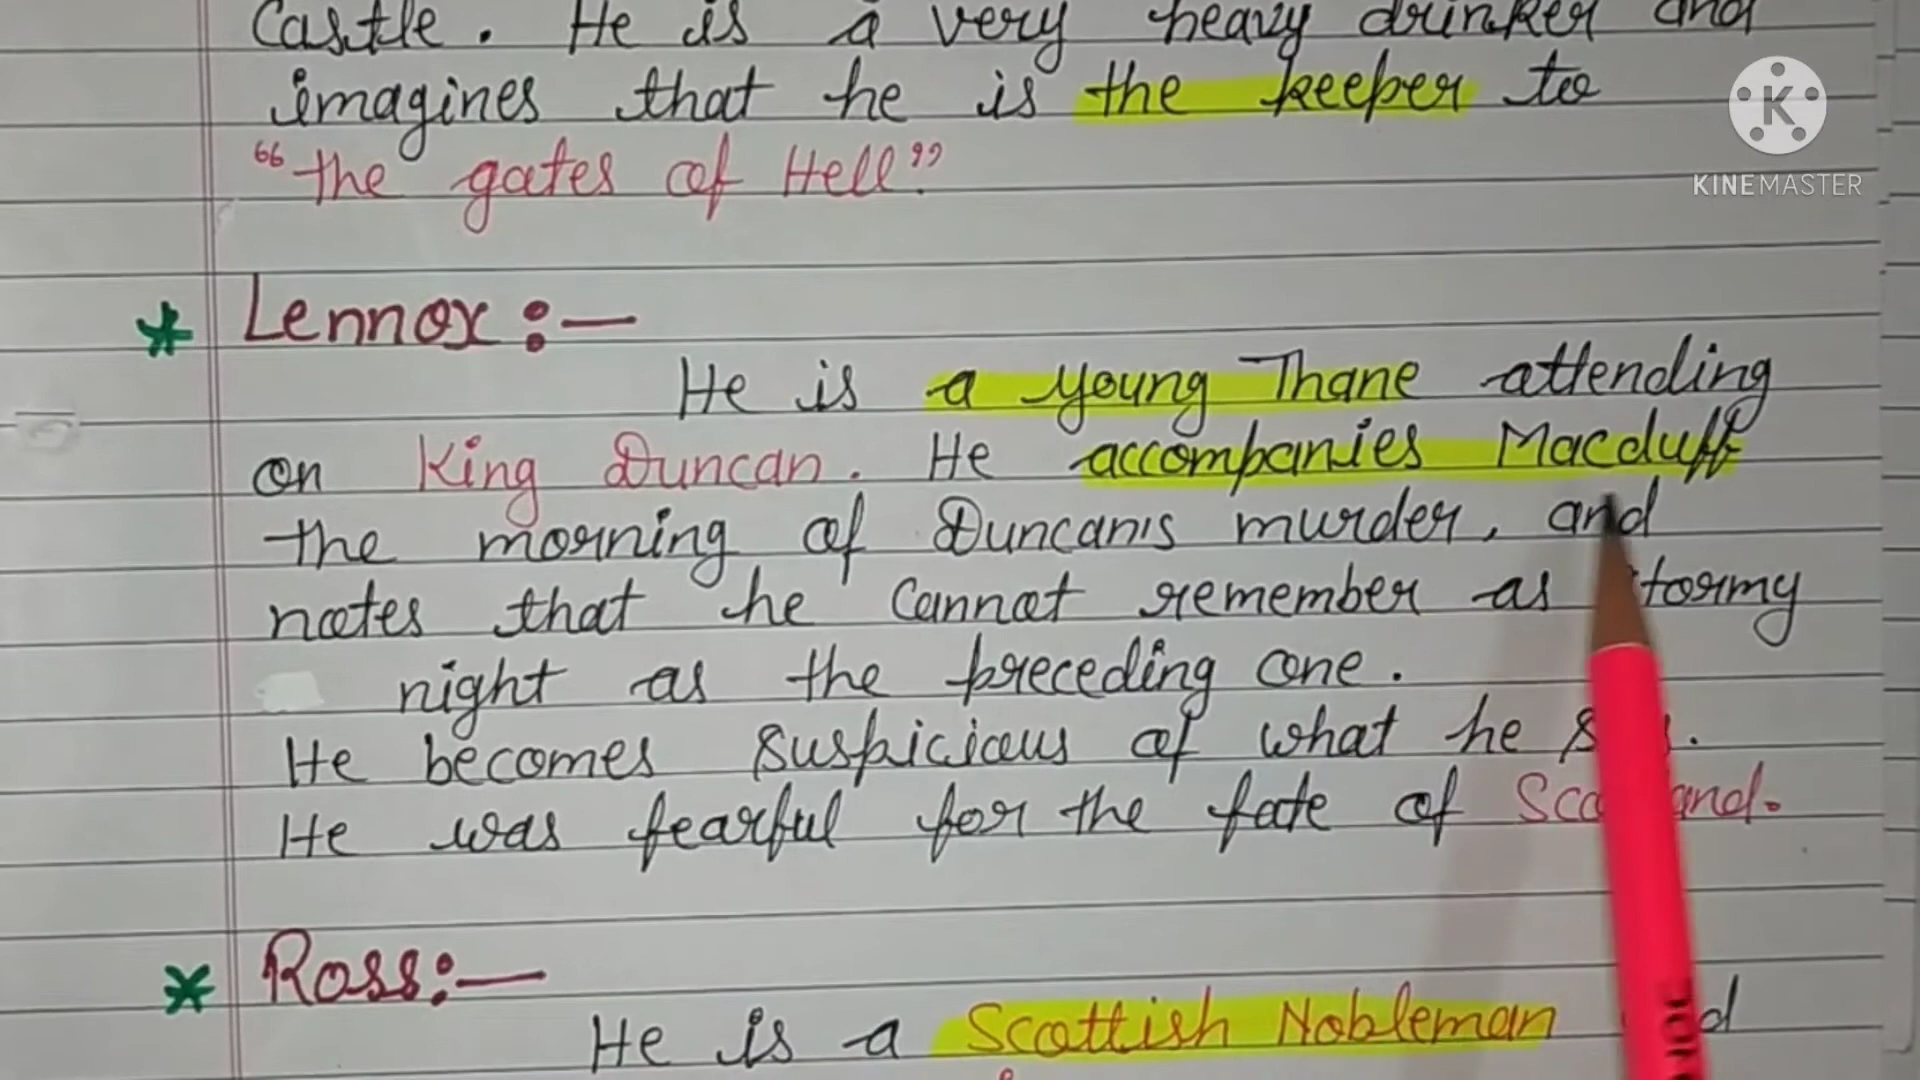 Castle. He is a very heavy drinker and
imagines that he is the keeper to
"the gates of Hell".
* Lennox :—
He is a young Thane attending
on King Duncan. He accompanies Macduff
the morning of Duncan's murder, and
notes that he cannot remember as stormy
night as the preceding one.
He becomes suspicious of what he
He was fearful for the fate of Scotland.
* Ross:—
He is a Scottish Nobleman
KINEMASTER